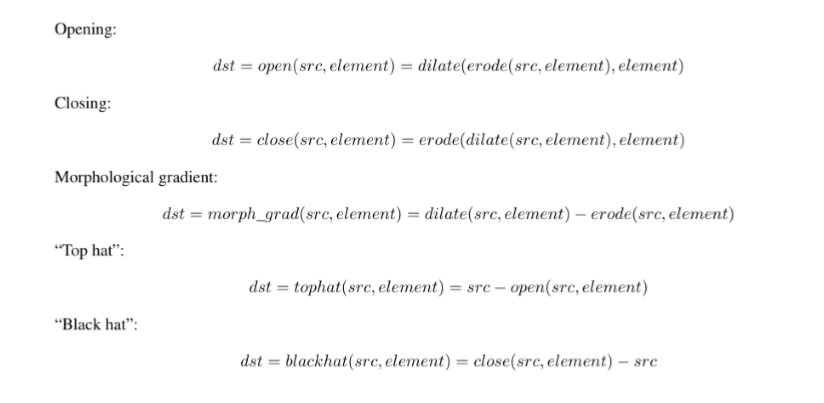 Opening:
dst = open(src, element) = dilate(erode(src, element), element)
Closing:
dst = close(src, element) = erode(dilate(src, element), element)
Morphological gradient:
dst = morph_grad(src, element) = dilate(src, element) − erode(src, element)
“Top hat”:
dst = tophat(src, element) = src − open(src, element)
“Black hat”:
dst = blackhat(src, element) = close(src, element) − src